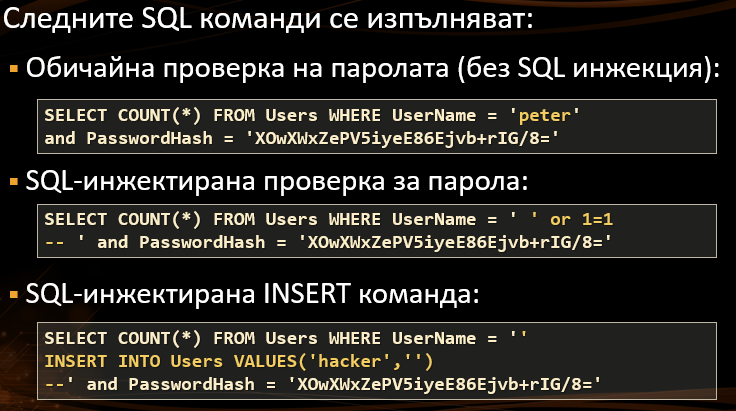 Следните SQL команди се изпълняват:
▪ Обичайна проверка на паролата (без SQL инжекция):
SELECT COUNT(*) FROM Users WHERE UserName = 'peter'
and PasswordHash = 'XOwXWxZePV5iyeE86Ejvb+rIG/8='
▪ SQL-инжектирана проверка за парола:
SELECT COUNT(*) FROM Users WHERE UserName = ' ' or 1=1
-- ' and PasswordHash = 'XOwXWxZePV5iyeE86Ejvb+rIG/8='
▪ SQL-инжектирана INSERT команда:
SELECT COUNT(*) FROM Users WHERE UserName = ''
INSERT INTO Users VALUES('hacker','')
--' and PasswordHash = 'XOwXWxZePV5iyeE86Ejvb+rIG/8='